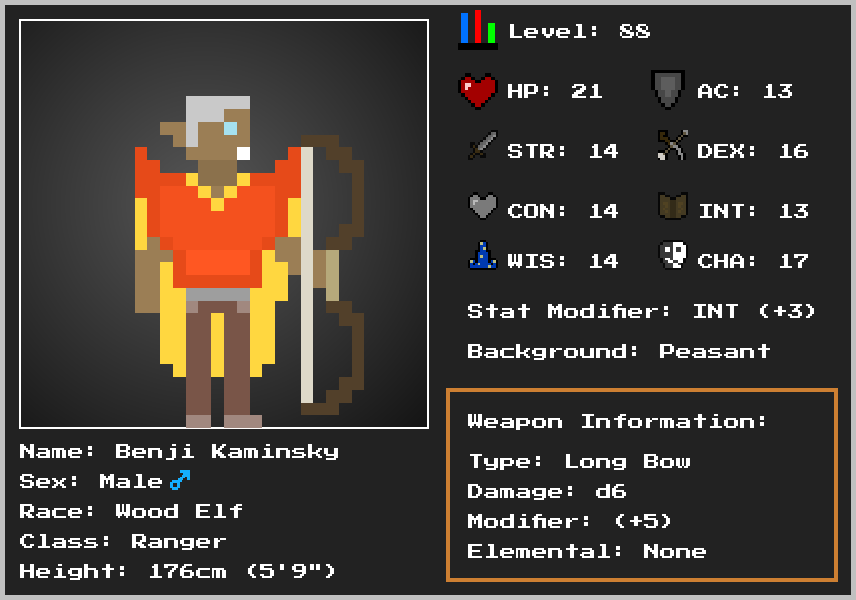 Level: 88
HP: 21 AC: 13
STR: 14 DEX: 16
CON: 14 INT: 13
WIS: 14 CHA: 17
Stat Modifier: INT (+3)
Background: Peasant
Weapon Information:
Type: Long Bow
Damage: d6
Modifier: (+5)
Elemental: None
Name: Benji Kaminsky
Sex: Male ♂
Race: Wood Elf
Class: Ranger
Height: 176cm (5'9")